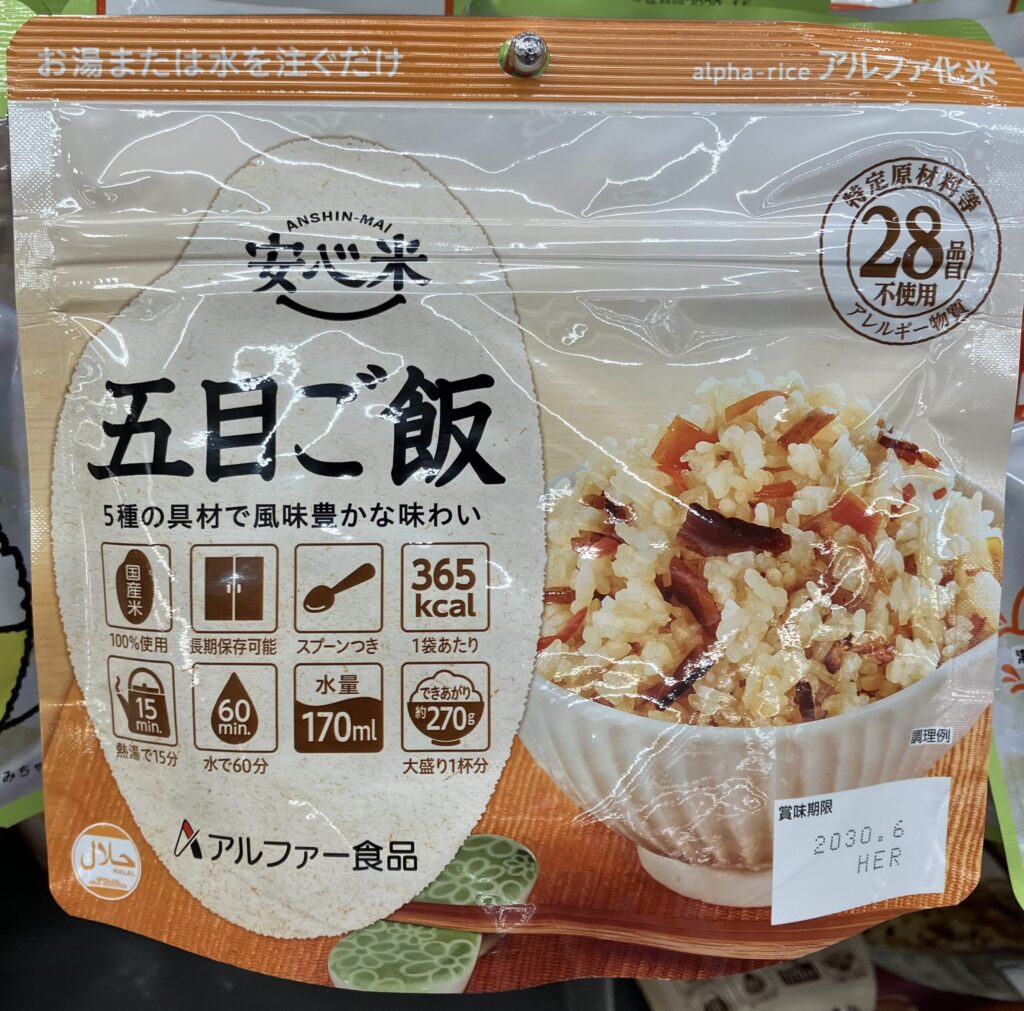 お湯または水を注ぐだけ
alpha-rice アルファ化米
特定原材料等
28品目
不使用
アレルギー物質
ANSHIN-MAI
安心米
五目ご飯
5種の具材で風味豊かな味わい
国産米
100%使用
長期保存可能
スプーンつき
365
kcal
1袋あたり
15
min.
熱湯で15分
60
min.
水で60分
水量
170ml
できあがり
約270g
大盛り1杯分
調理例
賞味期限
2030.6
HER
حلال
HALAL
アルファー食品
みちゃ